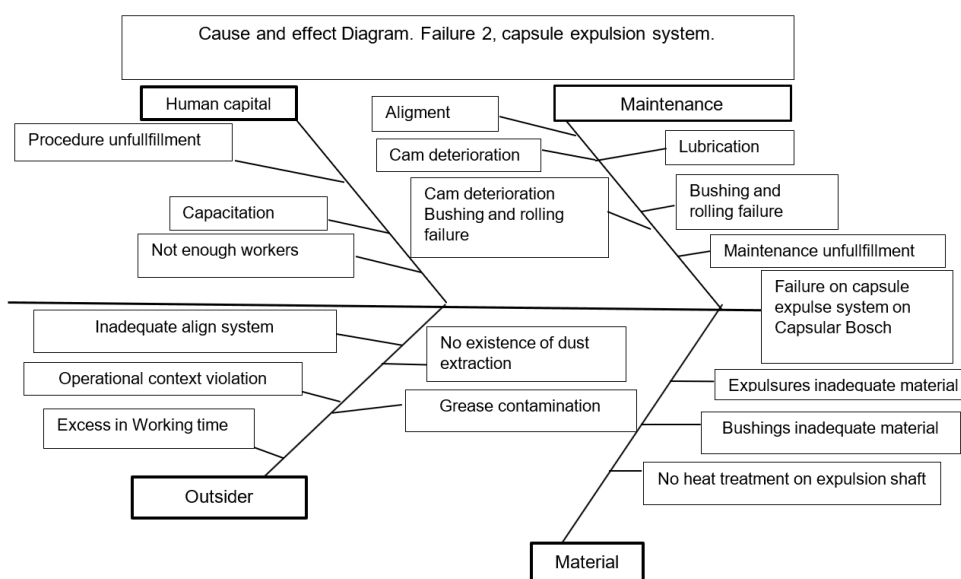 Cause and effect Diagram. Failure 2, capsule expulsion system.
Human capital
Maintenance
Aligment
Procedure unfullfillment
Cam deterioration
Lubrication
Cam deterioration
Bushing and rolling
failure
Bushing and
rolling failure
Capacitation
Not enough workers
Maintenance unfullfillment
Failure on capsule
expulse system on
Capsular Bosch
Inadequate align system
No existence of dust
extraction
Operational context violation
Expulsures inadequate material
Grease contamination
Excess in Working time
Bushings inadequate material
No heat treatment on expulsion shaft
Outsider
Material